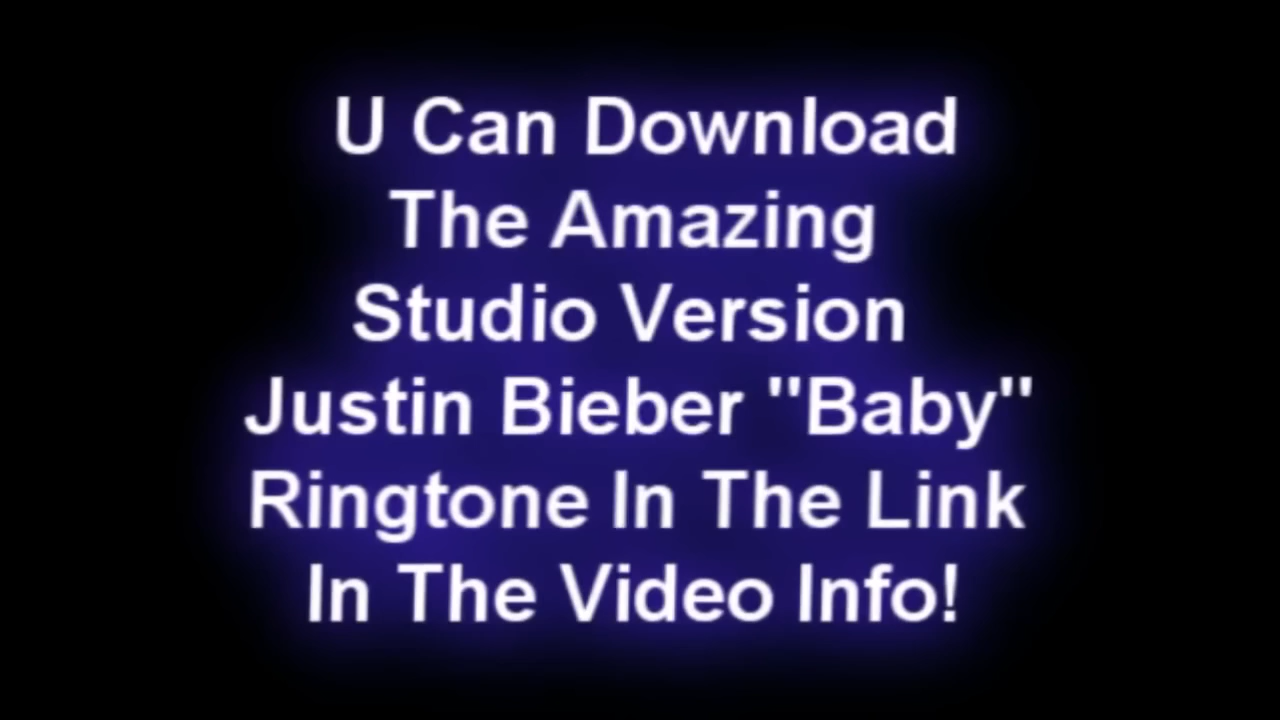 U Can Download
The Amazing
Studio Version
Justin Bieber "Baby"
Ringtone In The Link
In The Video Info!